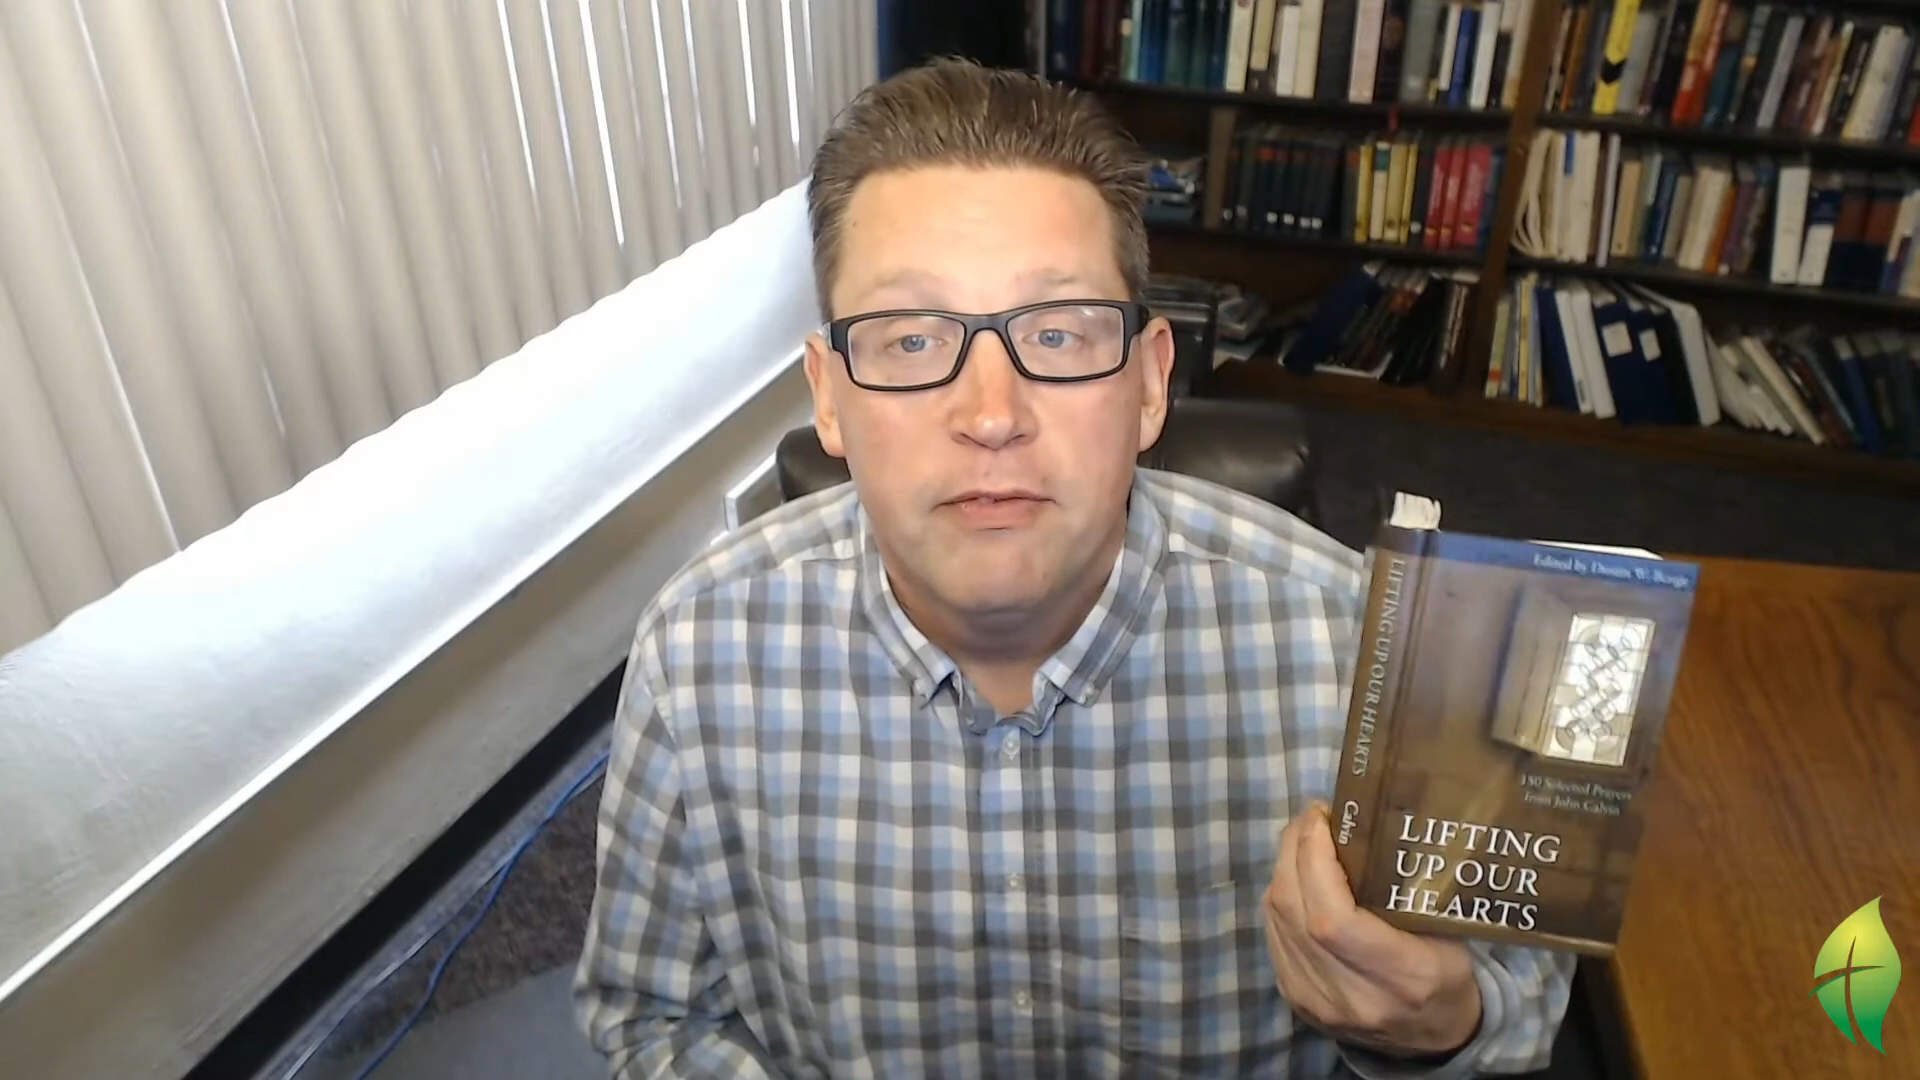 Edited by Dustin W. Benge
LIFTING UP OUR HEARTS
Calvin
150 Selected Prayers
from John Calvin
LIFTING
UP OUR
HEARTS